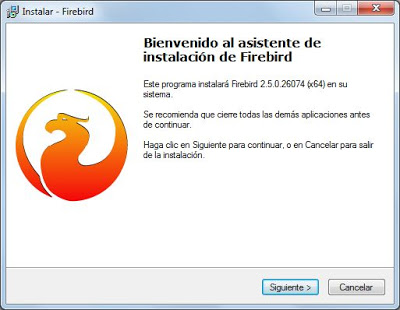 Instalar - Firebird
Bienvenido al asistente de
instalación de Firebird
Este programa instalará Firebird 2.5.0.26074 (x64) en su
sistema.
Se recomienda que cierre todas las demás aplicaciones antes
de continuar.
Haga clic en Siguiente para continuar, o en Cancelar para salir
de la instalación.
Siguiente >
Cancelar